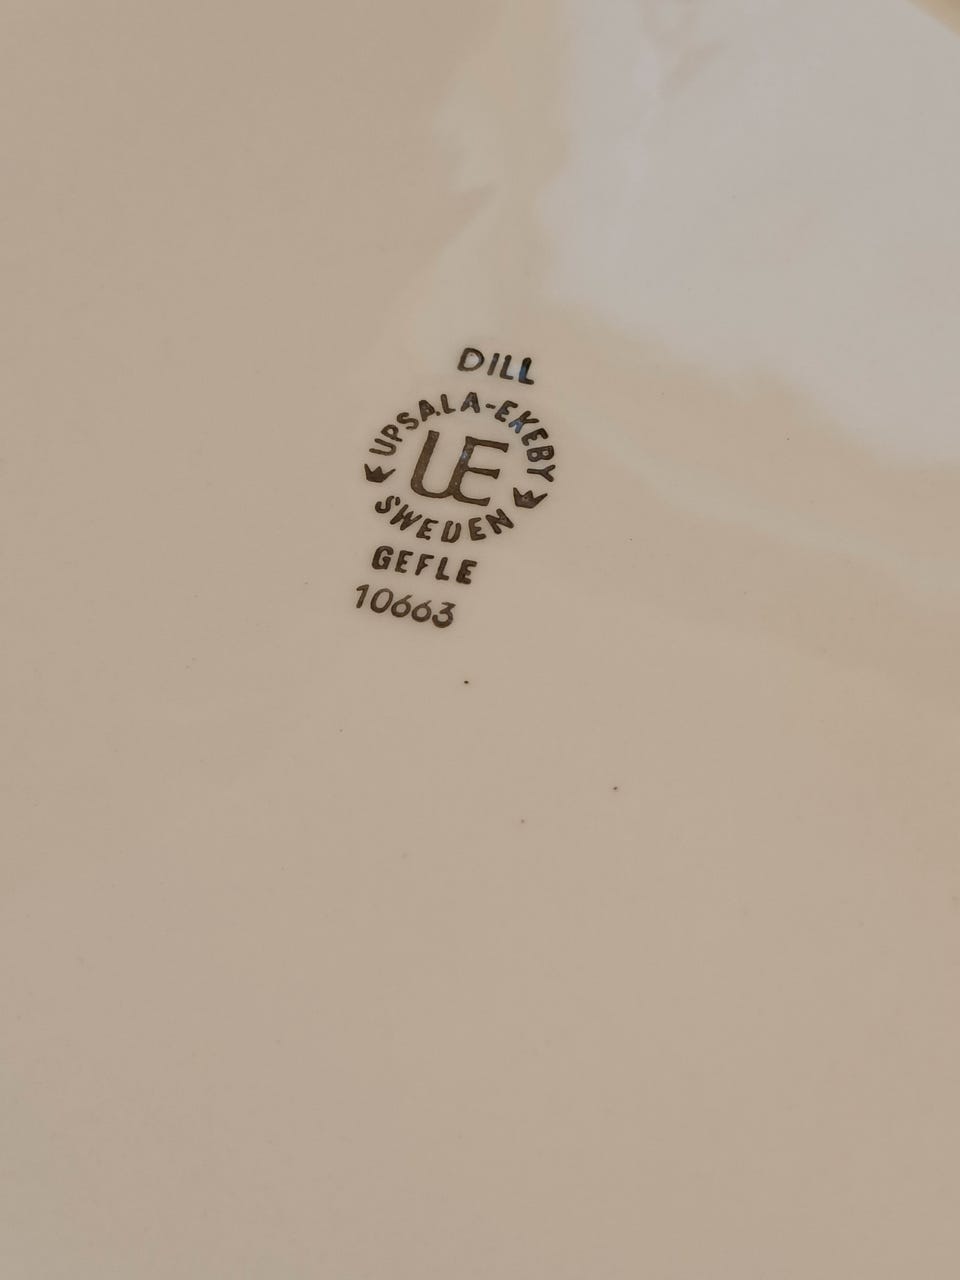 DILL
UPSALA-EKEBY
UE
SWEDEN
GEFLE
10663